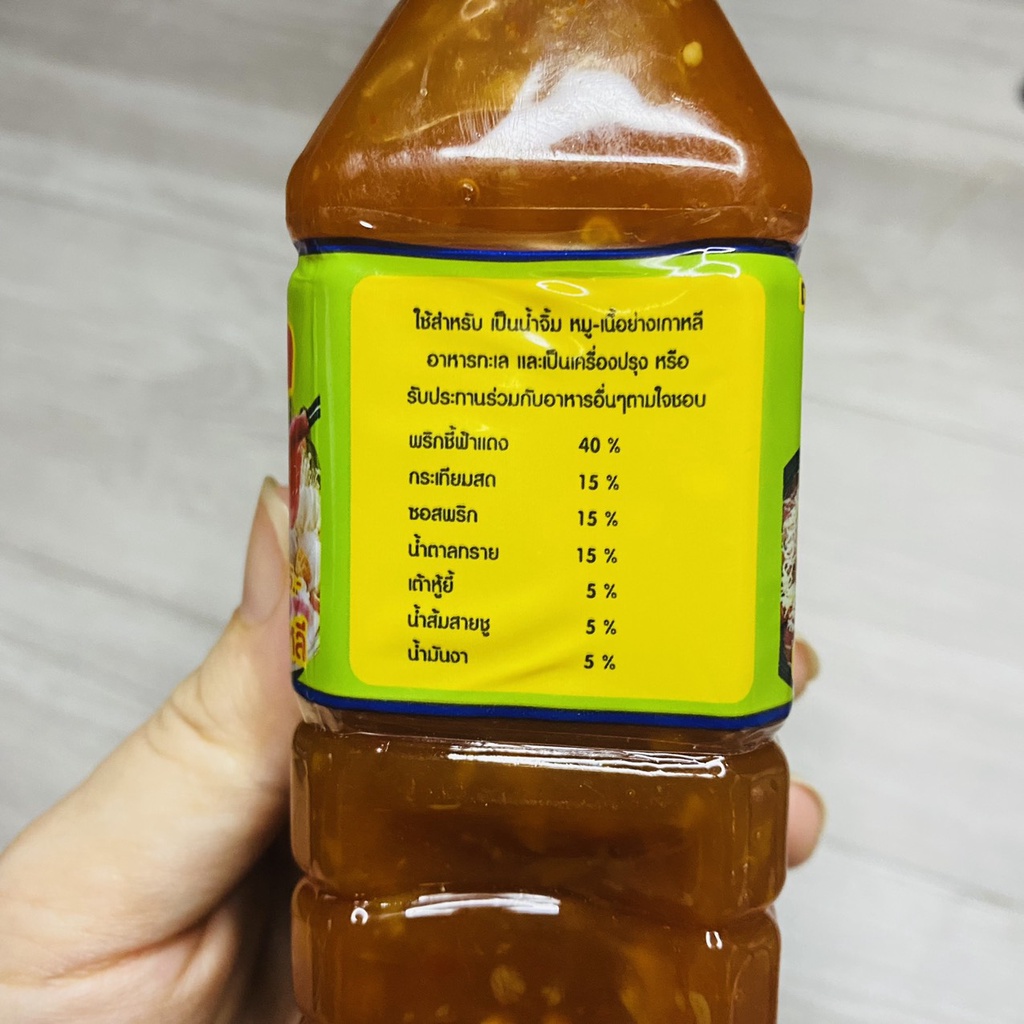 ใช้สำหรับ เป็นน้ำจิ้ม หมู-เนื้อย่างเกาหลี
อาหารทะเล และเป็นเครื่องปรุง หรือ
รับประทานร่วมกับอาหารอื่นๆตามใจชอบ
พริกชี้ฟ้าแดง 40 %
กระเทียมสด 15 %
ซอสพริก 15 %
น้ำตาลทราย 15 %
เต้าหู้ยี้ 5 %
น้ำส้มสายชู 5 %
น้ำมันงา 5 %